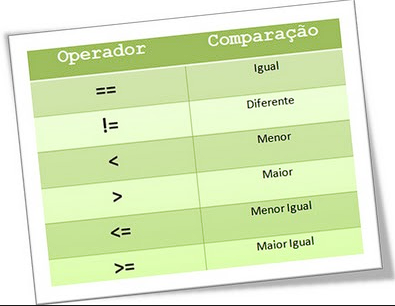 Operador Comparação
== Igual
!= Diferente
< Menor
> Maior
<= Menor Igual
>= Maior Igual